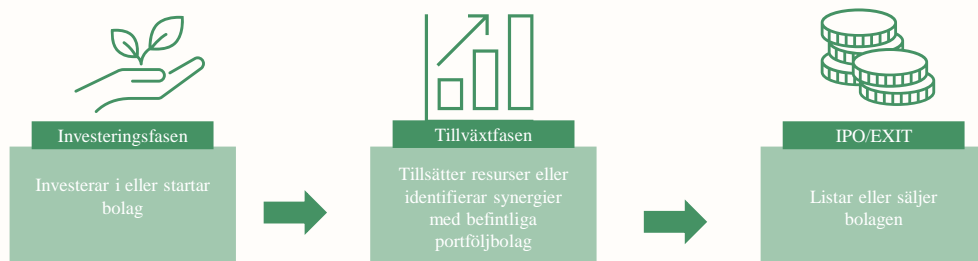 Investeringsfasen
Investerar i eller startar
bolag
Tillväxtfasen
Tillsätter resurser eller
identifierar synergier
med befintliga
portföljbolag
IPO/EXIT
Listar eller säljer
bolagen